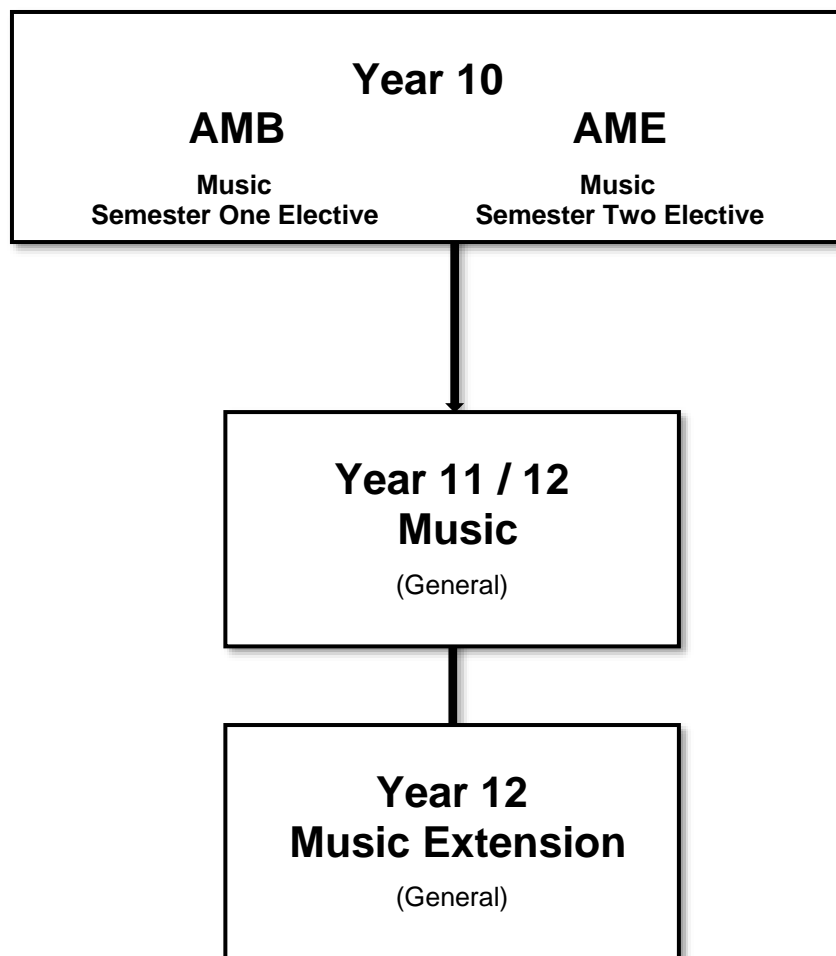 Year 10
AMB AME
Music Music
Semester One Elective Semester Two Elective
Year 11 / 12
Music
(General)
Year 12
Music Extension
(General)